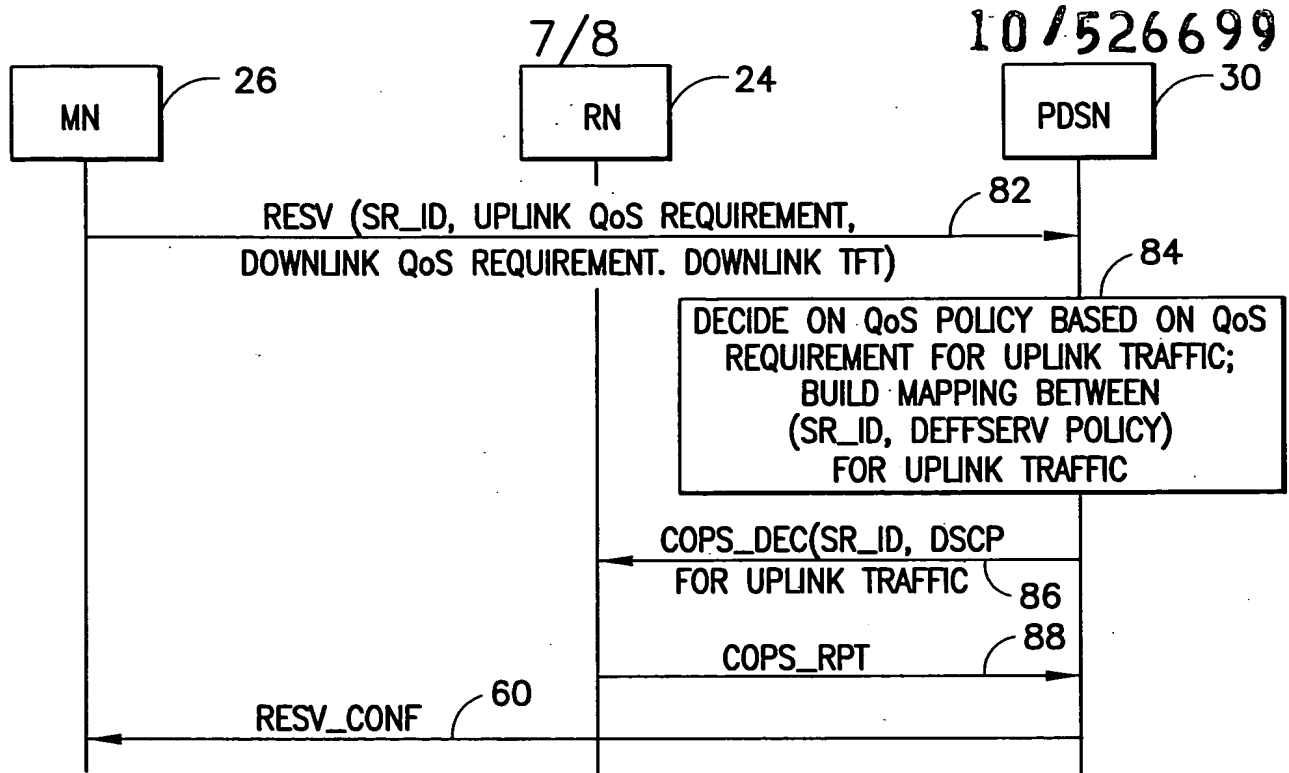 7/8
10/526699
MN
26
RN
24
PDSN
30
RESV (SR_ID, UPLINK QoS REQUIREMENT,
82
DOWNLINK QoS REQUIREMENT. DOWNLINK TFT)
84
DECIDE ON QoS POLICY BASED ON QoS
REQUIREMENT FOR UPLINK TRAFFIC;
BUILD MAPPING BETWEEN
(SR_ID, DEFFSERV POLICY)
FOR UPLINK TRAFFIC
COPS_DEC(SR_ID, DSCP
FOR UPLINK TRAFFIC
86
COPS_RPT
88
RESV_CONF
60